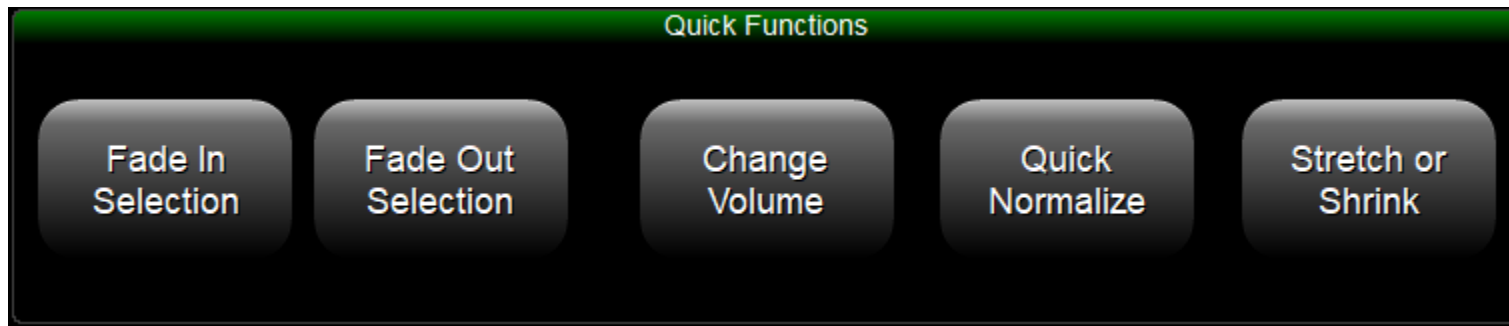 Quick Functions
Fade In
Selection
Fade Out
Selection
Change
Volume
Quick
Normalize
Stretch or
Shrink